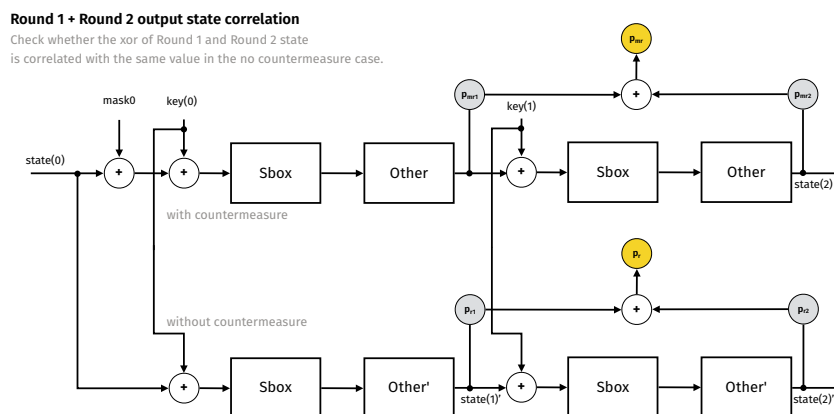 Round 1 + Round 2 output state correlation
Check whether the xor of Round 1 and Round 2 state
is correlated with the same value in the no countermeasure case.
pmr
+
pmr1
pmr2
mask0
key(0)
key(1)
state(0)
+
+
Sbox
Other
+
Sbox
Other
state(2)
with countermeasure
pr
without countermeasure
pr1
+
pr2
+
Sbox
Other'
+
Sbox
Other'
state(1)'
state(2)'